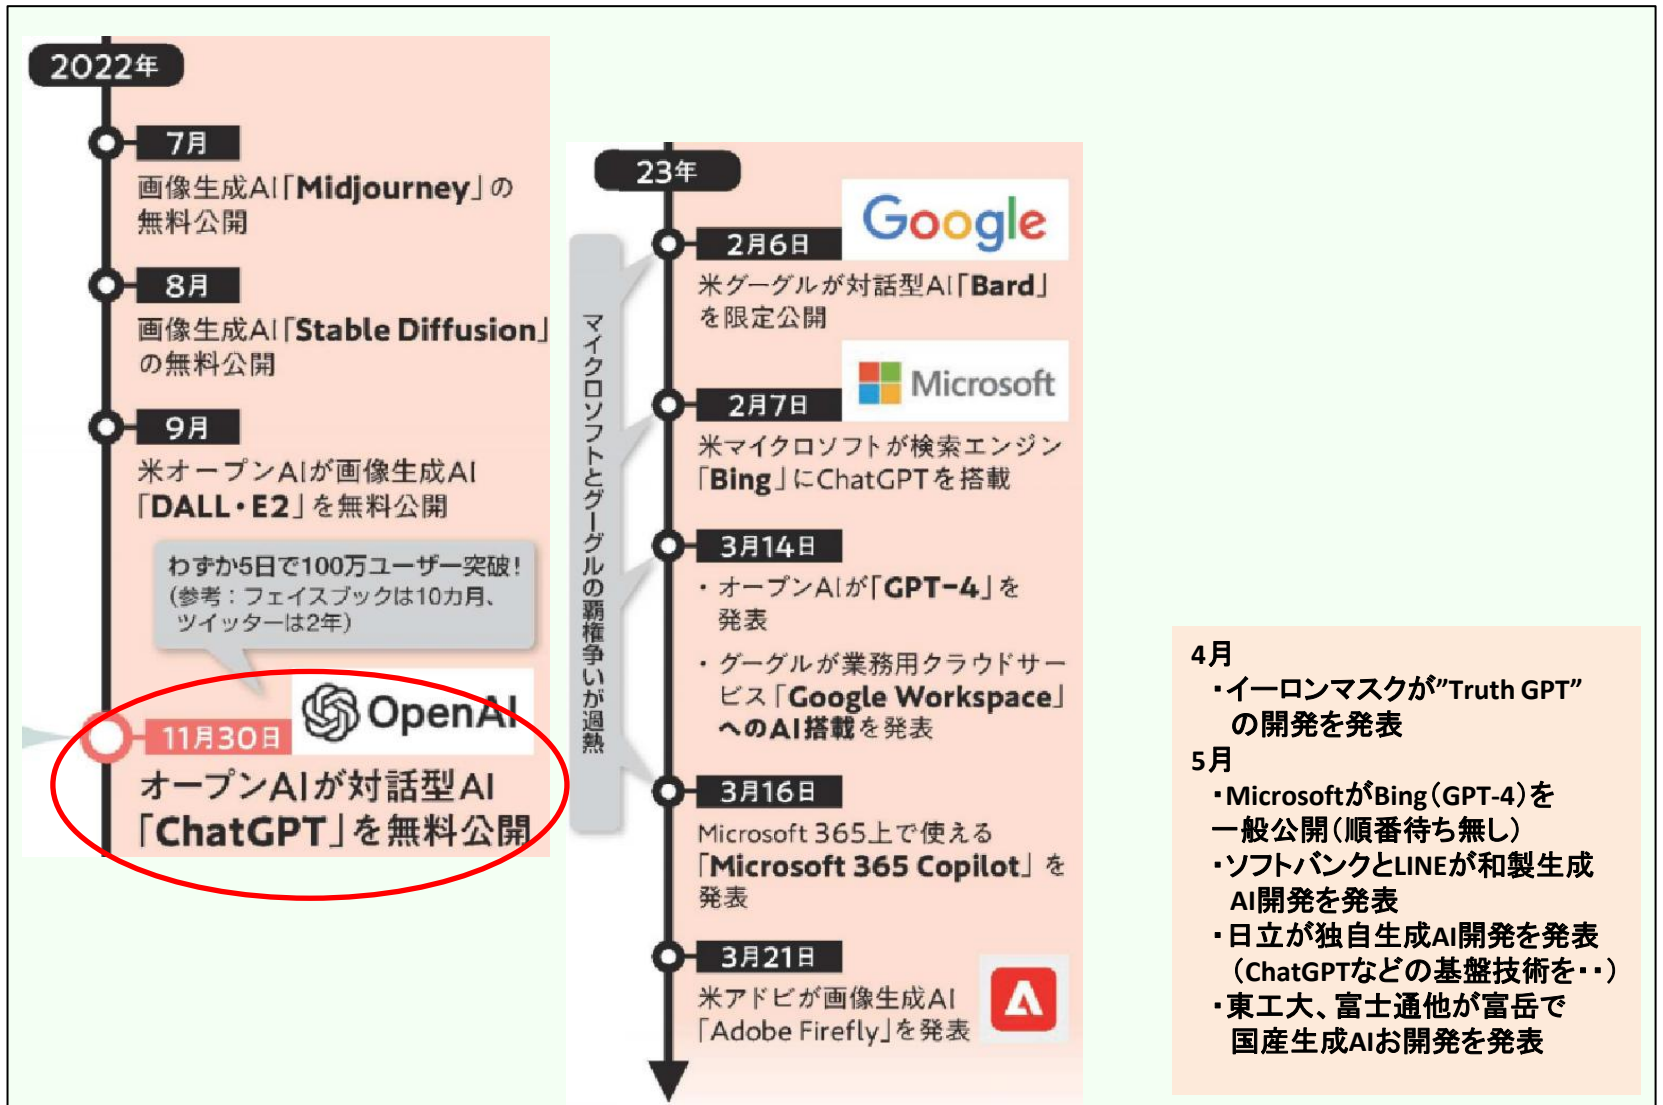 2022年
7月
画像生成AI「Midjourney」の
無料公開
8月
画像生成AI「Stable Diffusion」
の無料公開
9月
米オープンAIが画像生成AI
「DALL・E2」を無料公開
わずか5日で100万ユーザー突破!
(参考：フェイスブックは10カ月、
ツイッターは2年)
OpenAI
11月30日
オープンAIが対話型AI
「ChatGPT」を無料公開
23年
マイクロソフトとグーグルの覇権争いが過熱
Google
2月6日
米グーグルが対話型AI「Bard」
を限定公開
Microsoft
2月7日
米マイクロソフトが検索エンジン
「Bing」にChatGPTを搭載
3月14日
・オープンAIが「GPT-4」を
発表
・グーグルが業務用クラウドサー
ビス「Google Workspace」
へのAI搭載を発表
3月16日
Microsoft 365上で使える
「Microsoft 365 Copilot」を
発表
3月21日
米アドビが画像生成AI
「Adobe Firefly」を発表
4月
・イーロンマスクが”Truth GPT”
の開発を発表
5月
・MicrosoftがBing（GPT-4）を
一般公開（順番待ち無し）
・ソフトバンクとLINEが和製生成
AI開発を発表
・日立が独自生成AI開発を発表
（ChatGPTなどの基盤技術を・・）
・東工大、富士通他が富岳で
国産生成AIお開発を発表